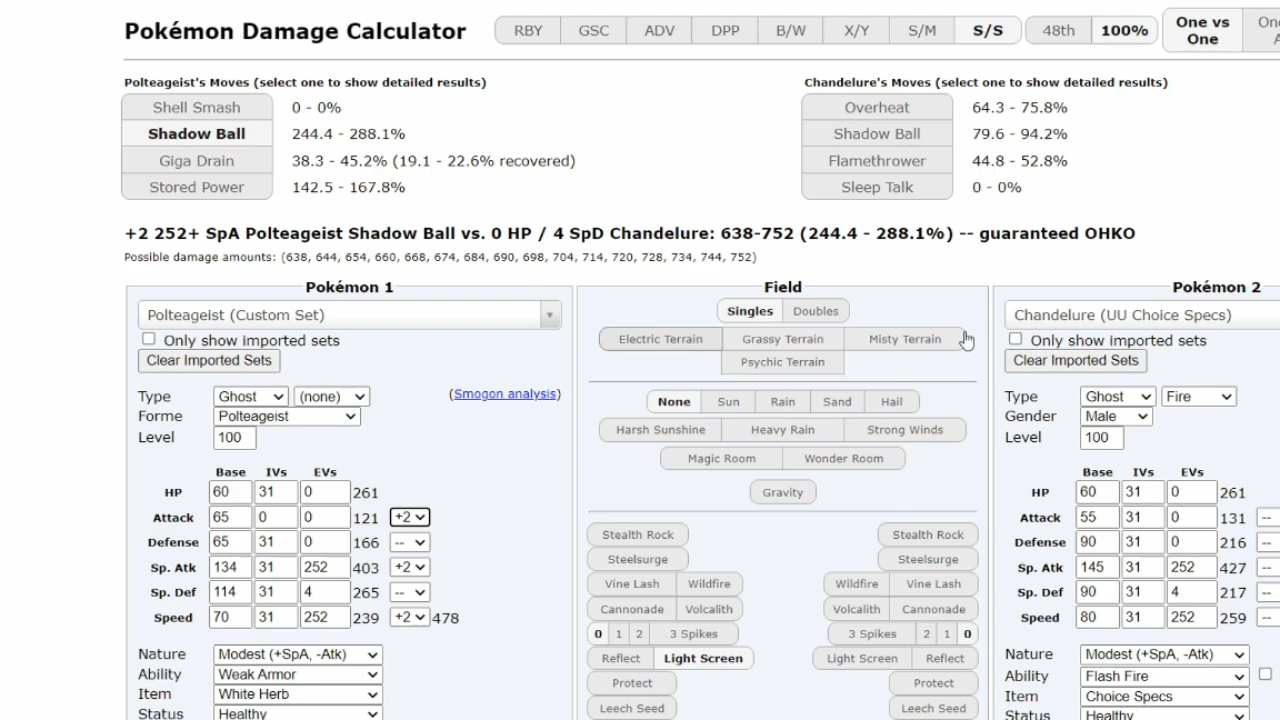 Pokémon Damage Calculator RBY GSC ADV DPP B/W X/Y S/M S/S 48th 100% One vs One
Polteageist's Moves (select one to show detailed results) Chandelure's Moves (select one to show detailed results)
Shell Smash 0 - 0% Overheat 64.3 - 75.8%
Shadow Ball 244.4 - 288.1% Shadow Ball 79.6 - 94.2%
Giga Drain 38.3 - 45.2% (19.1 - 22.6% recovered) Flamethrower 44.8 - 52.8%
Stored Power 142.5 - 167.8% Sleep Talk 0 - 0%
+2 252+ SpA Polteageist Shadow Ball vs. 0 HP / 4 SpD Chandelure: 638-752 (244.4 - 288.1%) -- guaranteed OHKO
Possible damage amounts: (638, 644, 654, 660, 668, 674, 684, 690, 698, 704, 714, 720, 728, 734, 744, 752)
Pokémon 1 Field Pokémon 2
Polteageist (Custom Set) Singles Doubles Chandelure (UU Choice Specs)
Only show imported sets Electric Terrain Grassy Terrain Misty Terrain Only show imported sets
Clear Imported Sets Psychic Terrain Clear Imported Sets
Type Ghost (none) (Smogon analysis) None Sun Rain Sand Hail Type Ghost Fire
Forme Polteageist Gender Male
Level 100 Harsh Sunshine Heavy Rain Strong Winds Level 100
Magic Room Wonder Room
Base IVs EVs Base IVs EVs
HP 60 31 0 261 Gravity HP 60 31 0 261
Attack 65 0 0 121 +2 Attack 55 31 0 131 --
Defense 65 31 0 166 -- Stealth Rock Stealth Rock Defense 90 31 0 216 --
Steelsurge Steelsurge
Sp. Atk 134 31 252 403 +2 Vine Lash Wildfire Wildfire Vine Lash Sp. Atk 145 31 252 427 --
Sp. Def 114 31 4 265 -- Cannonade Volcalith Volcalith Cannonade Sp. Def 90 31 4 217 --
Speed 70 31 252 239 +2 478 0 1 2 3 Spikes 3 Spikes 2 1 0 Speed 80 31 252 259 --
Nature Modest (+SpA, -Atk) Reflect Light Screen Light Screen Reflect Nature Modest (+SpA, -Atk)
Ability Weak Armor Protect Protect Ability Flash Fire
Item White Herb Item Choice Specs
Status Healthy Leech Seed Leech Seed Status Healthy